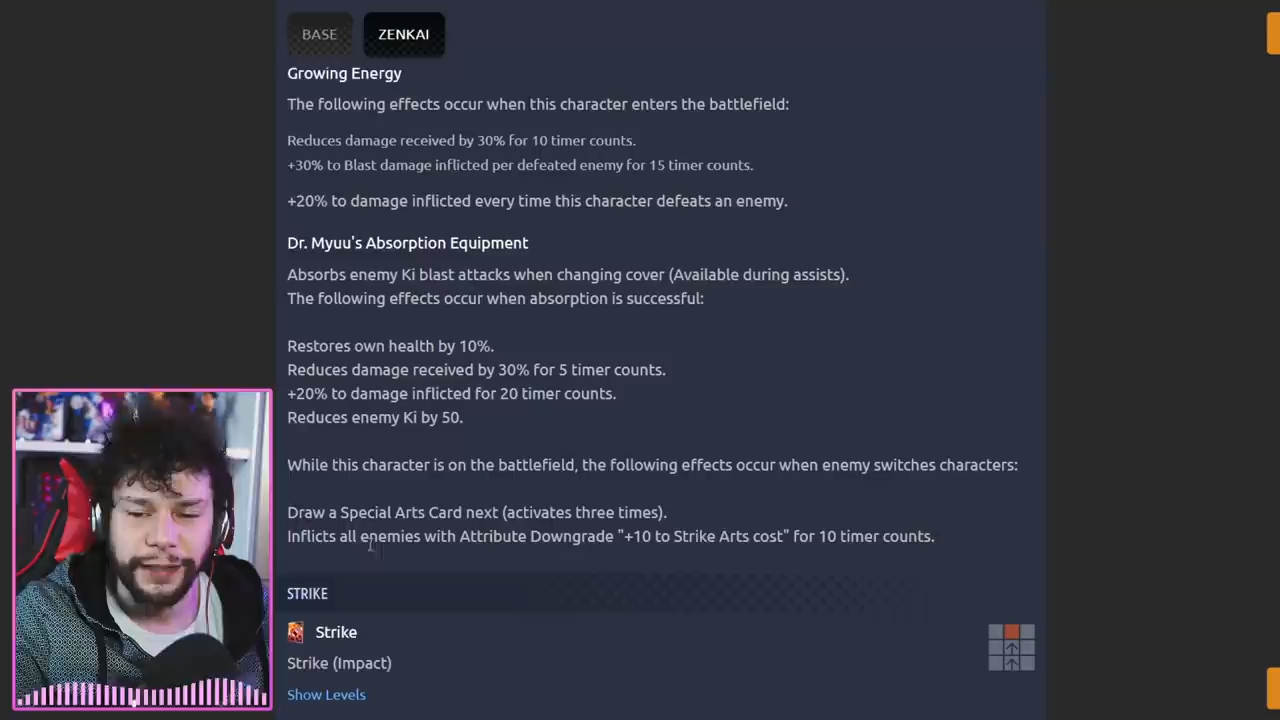 BASE
ZENKAI
Growing Energy
The following effects occur when this character enters the battlefield:
Reduces damage received by 30% for 10 timer counts.
+30% to Blast damage inflicted per defeated enemy for 15 timer counts.
+20% to damage inflicted every time this character defeats an enemy.
Dr. Myuu's Absorption Equipment
Absorbs enemy Ki blast attacks when changing cover (Available during assists).
The following effects occur when absorption is successful:
Restores own health by 10%.
Reduces damage received by 30% for 5 timer counts.
+20% to damage inflicted for 20 timer counts.
Reduces enemy Ki by 50.
While this character is on the battlefield, the following effects occur when enemy switches characters:
Draw a Special Arts Card next (activates three times).
Inflicts all enemies with Attribute Downgrade "+10 to Strike Arts cost" for 10 timer counts.
STRIKE
Strike
Strike (Impact)
Show Levels